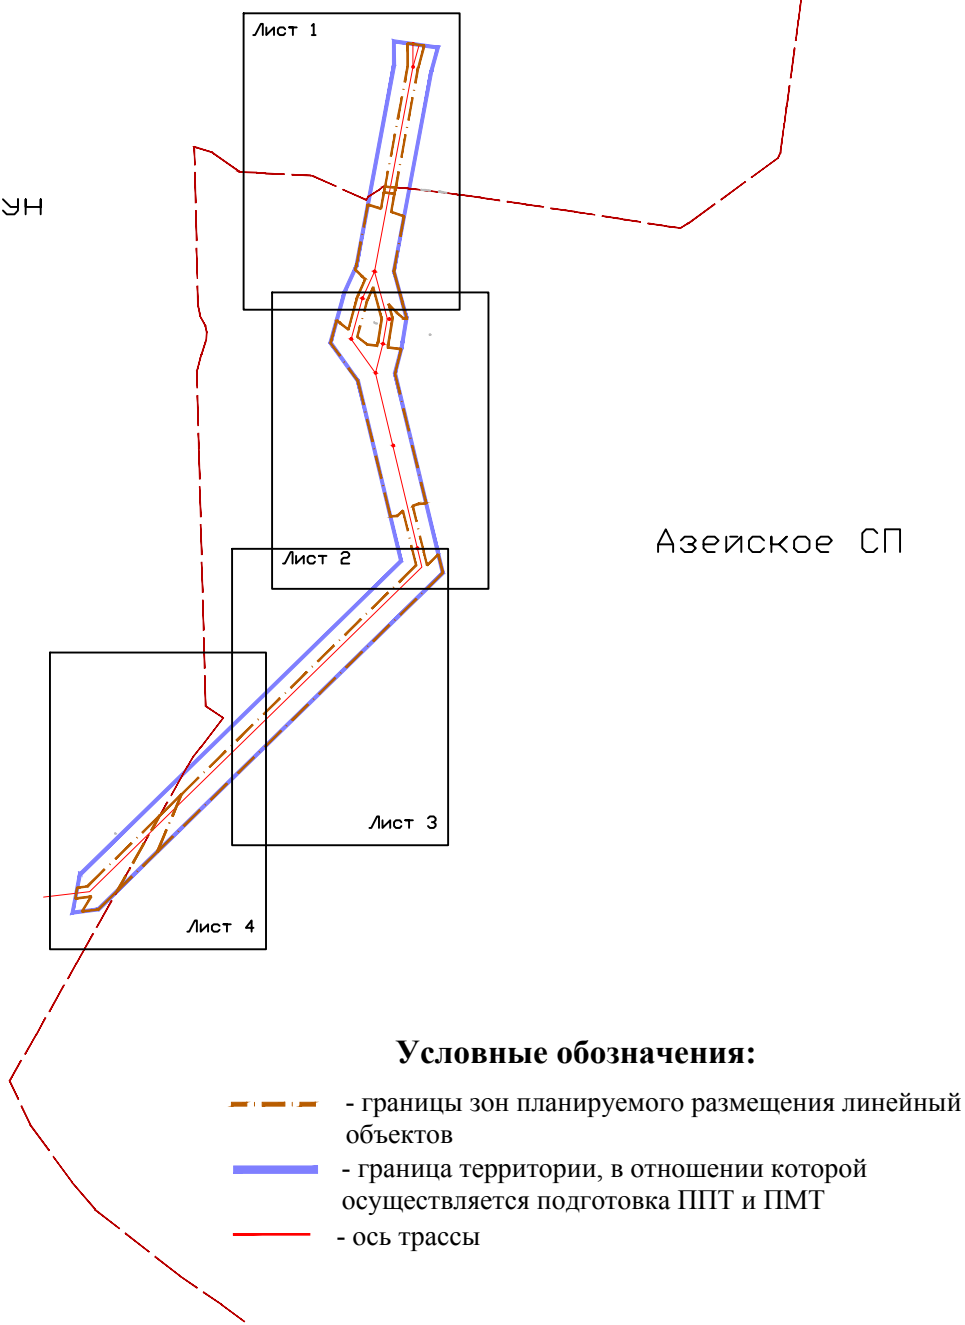 Лист 1
УН
Азейское СП
Лист 2
Лист 3
Лист 4
Условные обозначения:
- границы зон планируемого размещения линейный
объектов
- граница территории, в отношении которой
осуществляется подготовка ППТ и ПМТ
- ось трассы